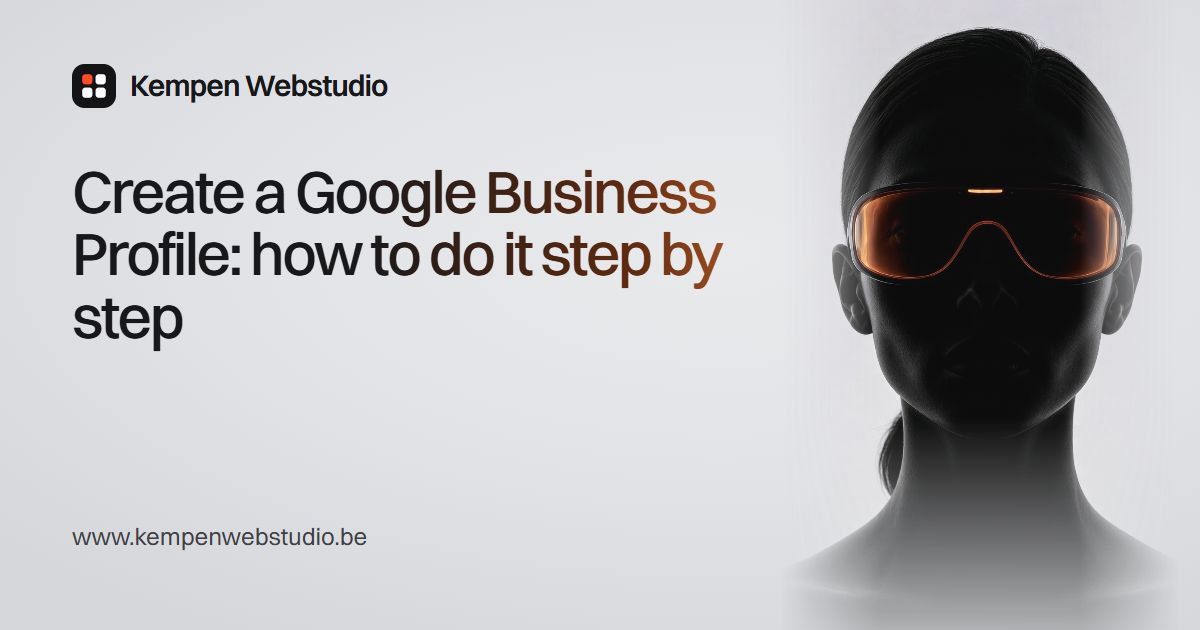 Kempen Webstudio
Create a Google Business
Profile: how to do it step by
step
www.kempenwebstudio.be